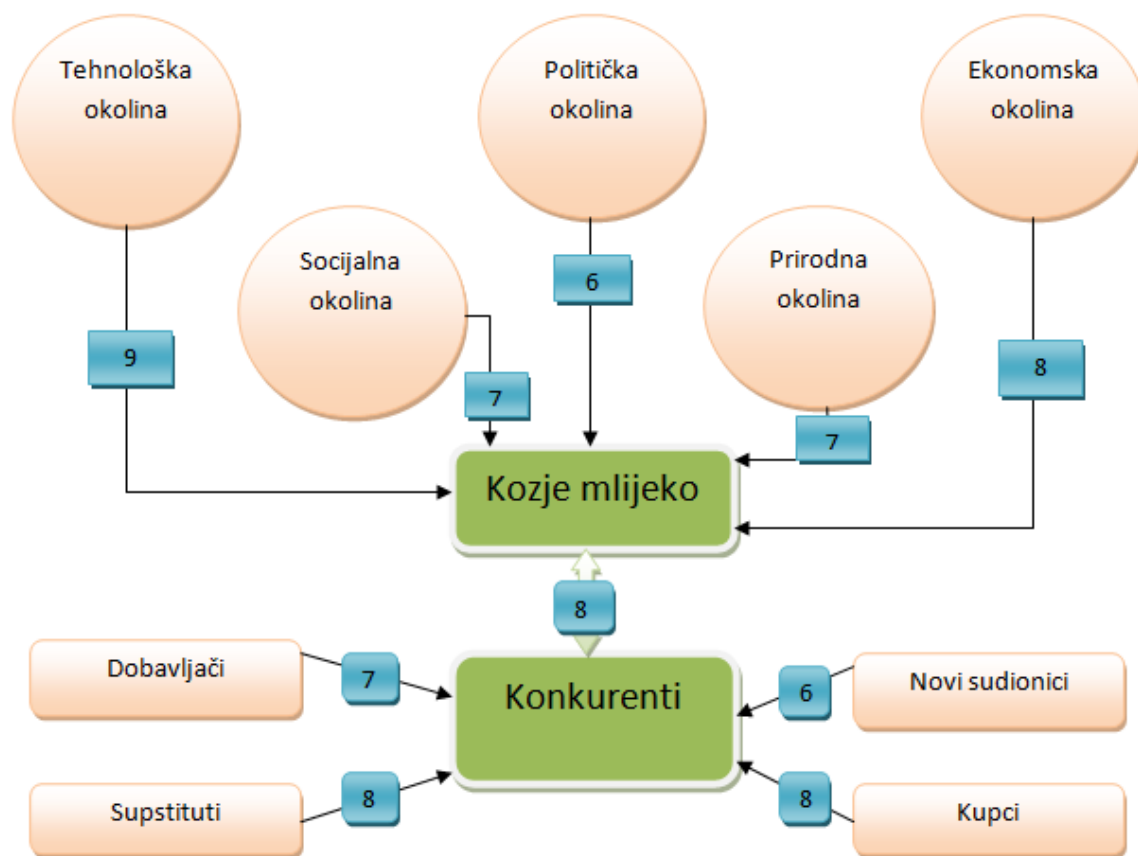 Tehnološka
okolina
Politička
okolina
Ekonomska
okolina
Socijalna
okolina
Prirodna
okolina
6
9
8
7
7
Kozje mlijeko
8
Dobavljači
7
Konkurenti
6
Novi sudionici
Supstituti
8
8
Kupci